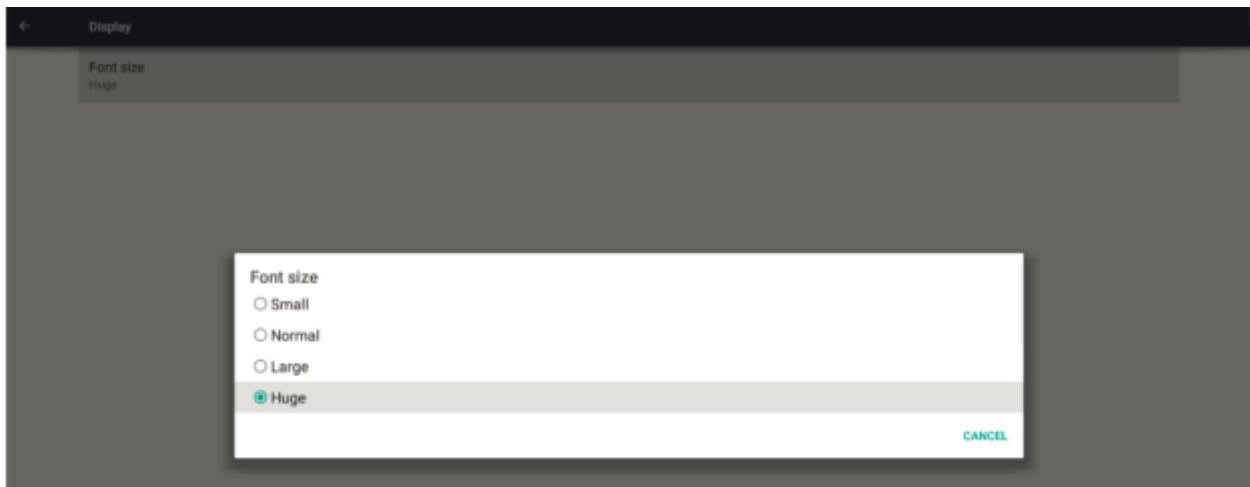 Display
Font size
Huge
Font size
Small
Normal
Large
Huge
CANCEL